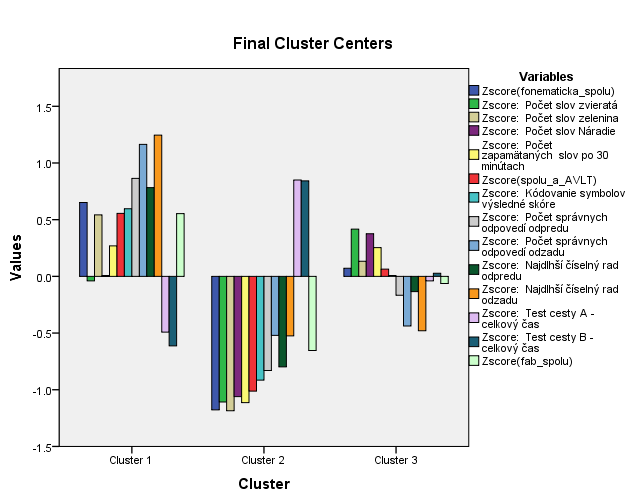 Final Cluster Centers
Variables
Zscore(fonematicka_spolu)
Zscore:  Počet slov zvieratá
Zscore:  Počet slov zelenina
Zscore:  Počet slov Náradie
Zscore:  Počet
zapamätaných  slov po 30
minútach
Zscore(spolu_a_AVLT)
Zscore:  Kódovanie symbolov
výsledné skóre
Zscore:  Počet správnych
odpovedí odpredu
Zscore:  Počet správnych
odpovedí odzadu
Zscore:  Najdlhší číselný rad
odpredu
Zscore:  Najdlhší číselný rad
odzadu
Zscore:  Test cesty A -
celkový čas
Zscore:  Test cesty B -
celkový čas
Zscore(fab_spolu)
Values
1.5
1.0
0.5
0.0
-0.5
-1.0
-1.5
Cluster 1
Cluster 2
Cluster 3
Cluster